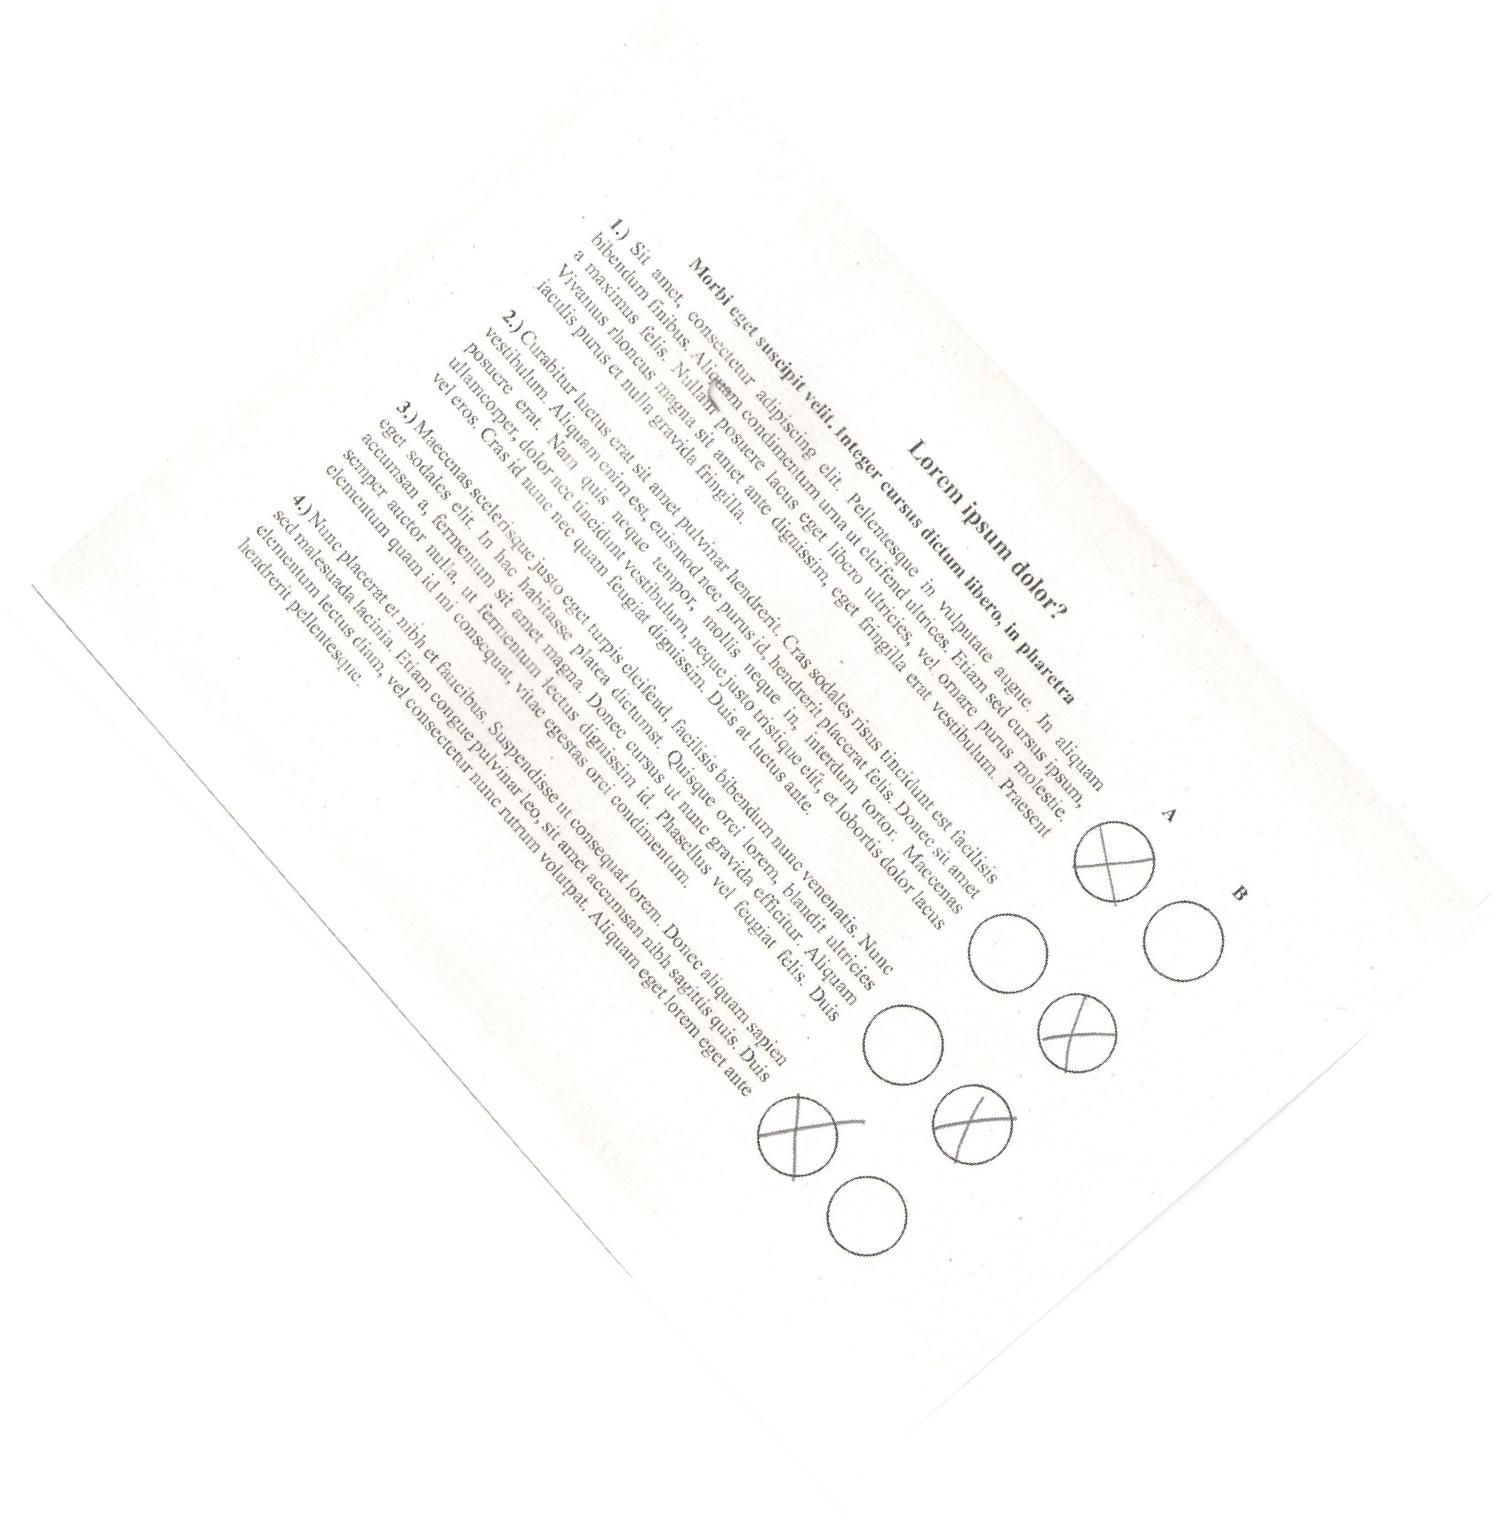 Lorem ipsum dolor?
Morbi eget suscipit velit. Integer cursus dictum libero, in pharetra
A B
1.) Sit amet, consectetur adipiscing elit. Pellentesque in vulputate augue. In aliquam
bibendum finibus. Aliquam condimentum urna ut eleifend ultrices. Etiam sed cursus ipsum,
a maximus felis. Nullam posuere lacus eget libero ultricies, vel ornare purus molestie.
Vivamus rhoncus magna sit amet ante dignissim, eget fringilla erat vestibulum. Praesent
iaculis purus et nulla gravida fringilla.
2.) Curabitur luctus erat sit amet pulvinar hendrerit. Cras sodales risus tincidunt est facilisis
vestibulum. Aliquam enim est, euismod nec purus id, hendrerit placerat felis. Donec sit amet
posuere erat. Nam quis neque tempor, mollis neque in, interdum tortor. Maecenas
ullamcorper, dolor nec tincidunt vestibulum, neque justo tristique elit, et lobortis dolor lacus
vel eros. Cras id nunc nec quam feugiat dignissim. Duis at luctus ante.
3.) Maecenas scelerisque justo eget turpis eleifend, facilisis bibendum nunc venenatis. Nunc
eget sodales elit. In hac habitasse platea dictumst. Quisque orci lorem, blandit ultricies
accumsan a, fermentum sit amet magna. Donec cursus ut nunc gravida efficitur. Aliquam
semper auctor nulla, ut fermentum lectus dignissim id. Phasellus vel feugiat felis. Duis
elementum quam id mi consequat, vitae egestas orci condimentum.
4.) Nunc placerat et nibh et faucibus. Suspendisse ut consequat lorem. Donec aliquam sapien
sed malesuada lacinia. Etiam congue pulvinar leo, sit amet accumsan nibh sagittis quis. Duis
elementum lectus diam, vel consectetur nunc rutrum volutpat. Aliquam eget lorem eget ante
hendrerit pellentesque.